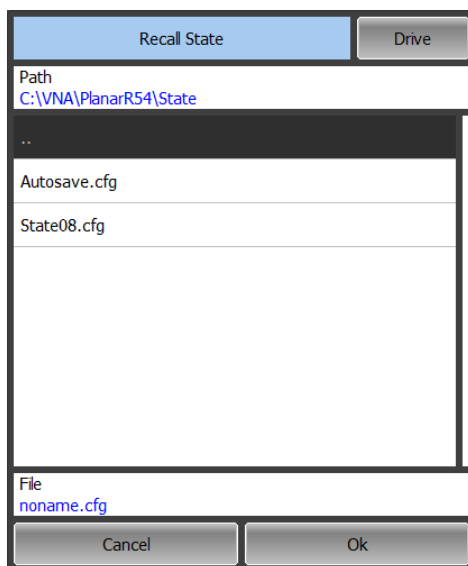 Recall State
Drive
Path
C:\VNA\PlanarR54\State
..
Autosave.cfg
State08.cfg
File
noname.cfg
Cancel
Ok